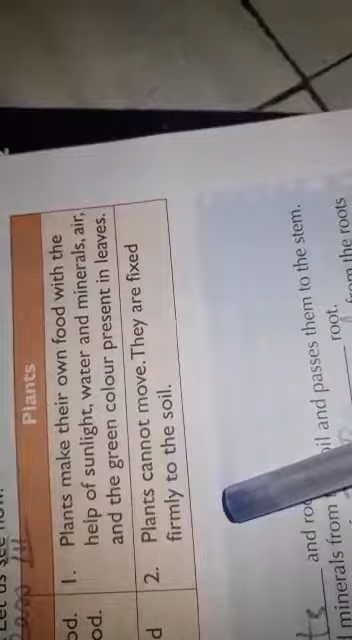 Let us see how.
Plants
od. 1. Plants make their own food with the
od. help of sunlight, water and minerals, air,
and the green colour present in leaves.
d 2. Plants cannot move. They are fixed
firmly to the soil.
and
oil and passes them to the stem.
root.
minerals from
from the roots